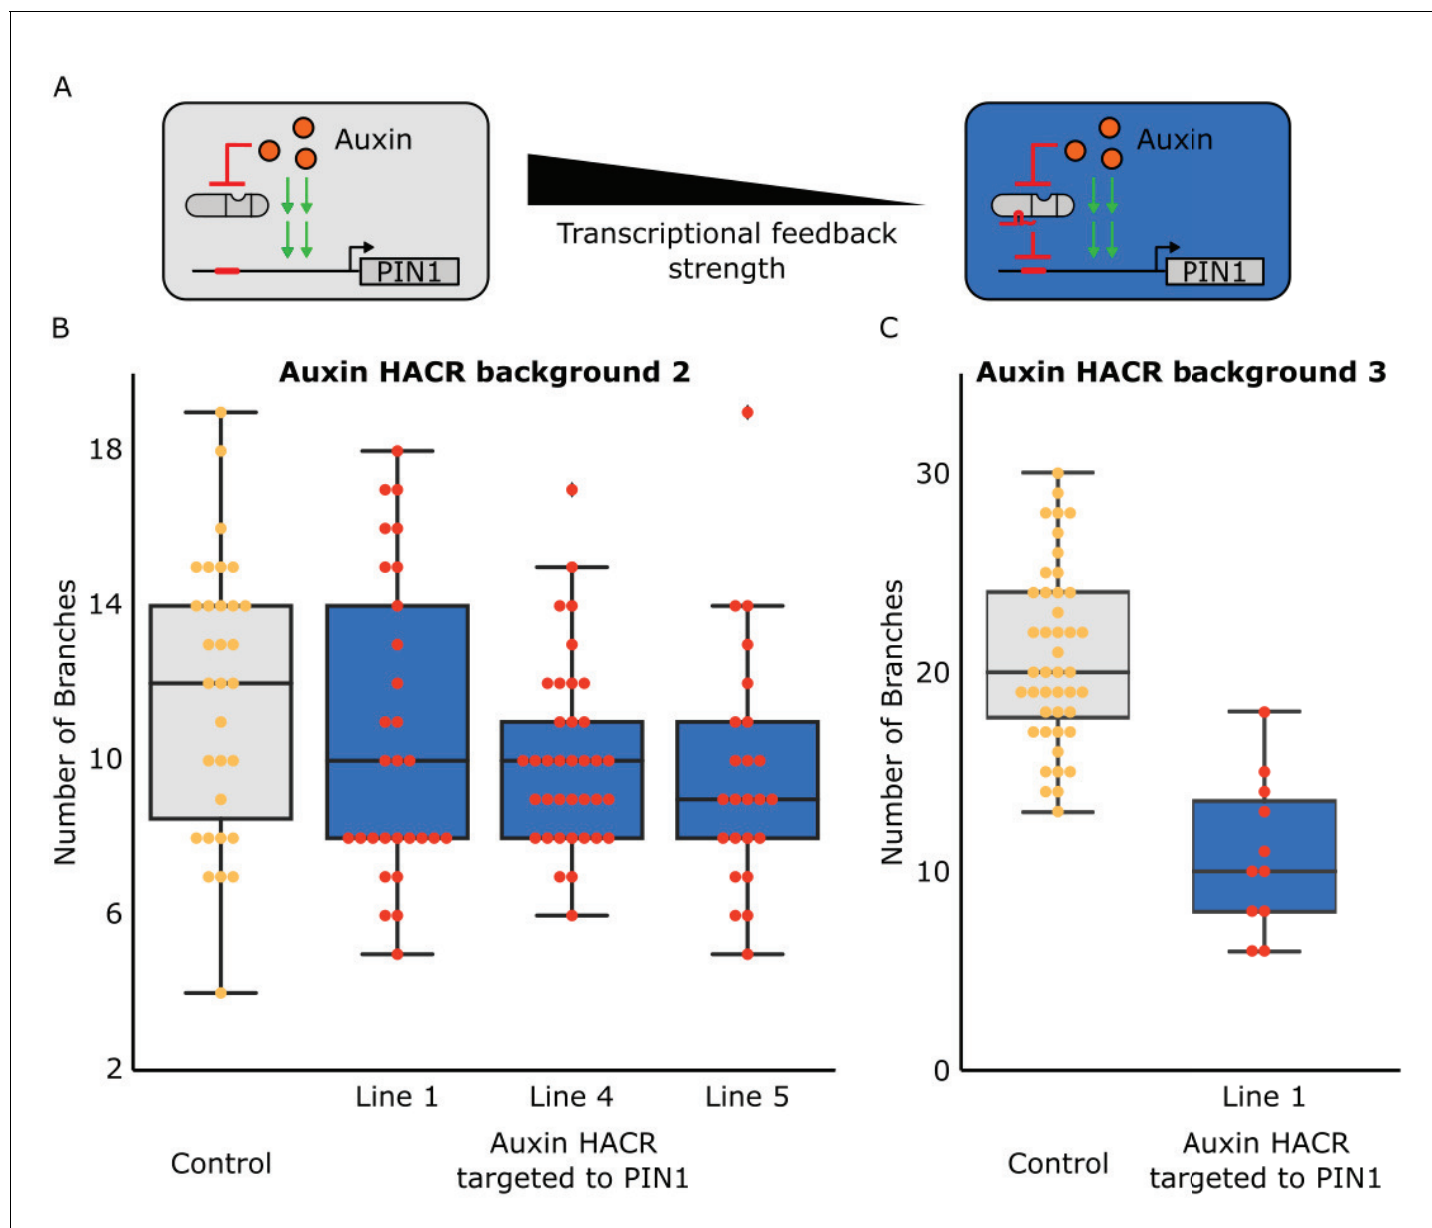 A
Auxin
PIN1
Transcriptional feedback
strength
Auxin
PIN1
B
Auxin HACR background 2
Number of Branches
18
14
10
6
2
Line 1
Line 4
Line 5
Control
Auxin HACR
targeted to PIN1
C
Auxin HACR background 3
Number of Branches
30
20
10
0
Line 1
Control
Auxin HACR
targeted to PIN1